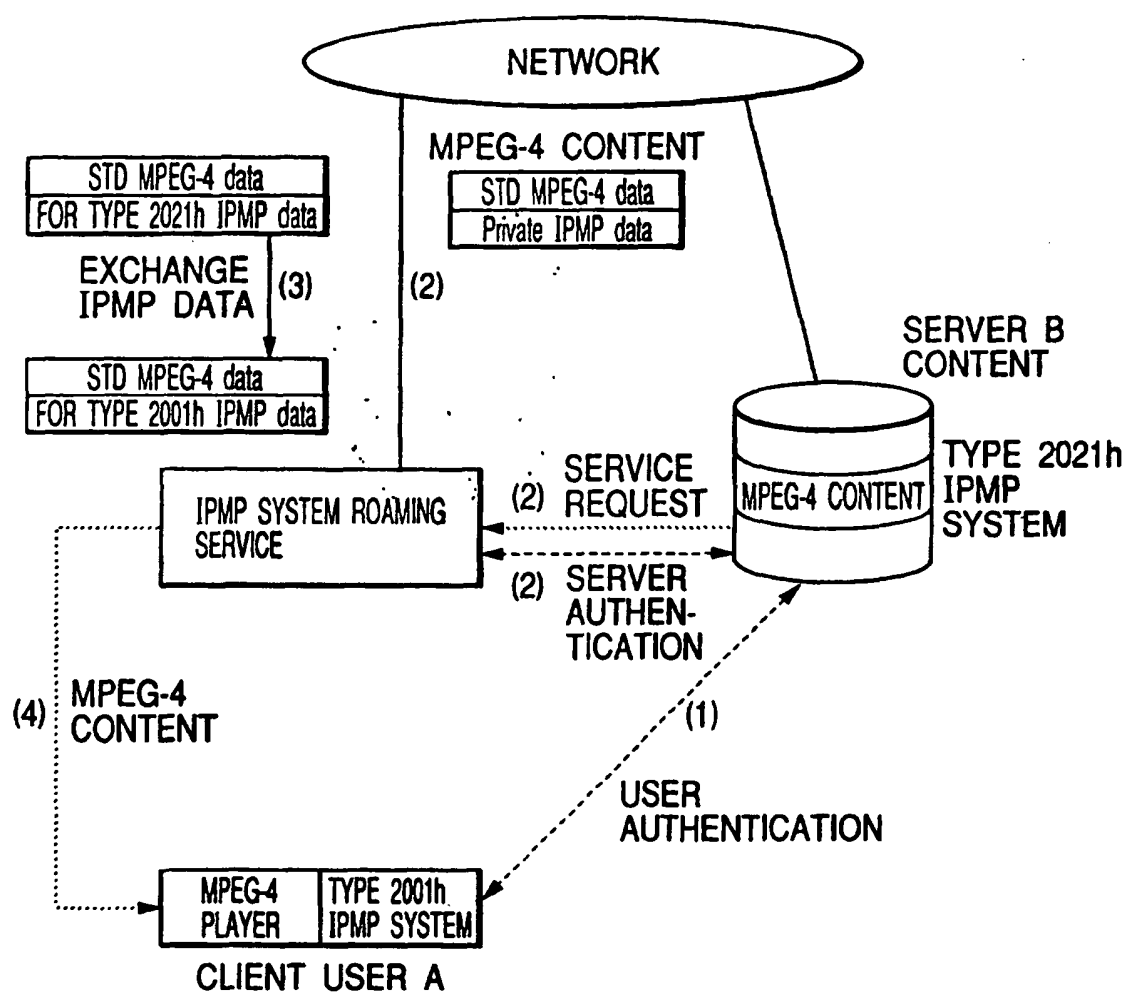 NETWORK
MPEG-4 CONTENT
STD MPEG-4 data
Private IPMP data
STD MPEG-4 data
FOR TYPE 2021h IPMP data
EXCHANGE
IPMP DATA
(3)
(2)
STD MPEG-4 data
FOR TYPE 2001h IPMP data
SERVER B
CONTENT
MPEG-4 CONTENT
TYPE 2021h
IPMP
SYSTEM
IPMP SYSTEM ROAMING
SERVICE
(2)
SERVICE
REQUEST
(2)
SERVER
AUTHEN-
TICATION
(4)
MPEG-4
CONTENT
(1)
USER
AUTHENTICATION
MPEG-4
PLAYER
TYPE 2001h
IPMP SYSTEM
CLIENT USER A